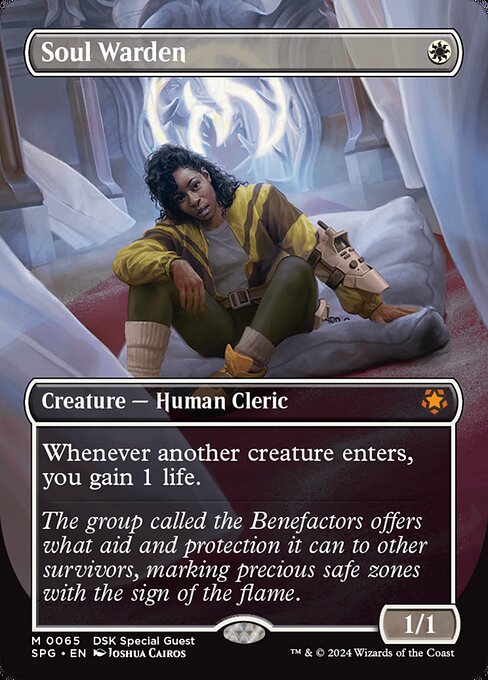 Soul Warden
Creature — Human Cleric
Whenever another creature enters,
you gain 1 life.
The group called the Benefactors offers
what aid and protection it can to other
survivors, marking precious safe zones
with the sign of the flame.
1/1
M 0065 DSK Special Guest
SPG • EN Joshua Cairos
™ & © 2024 Wizards of the Coast